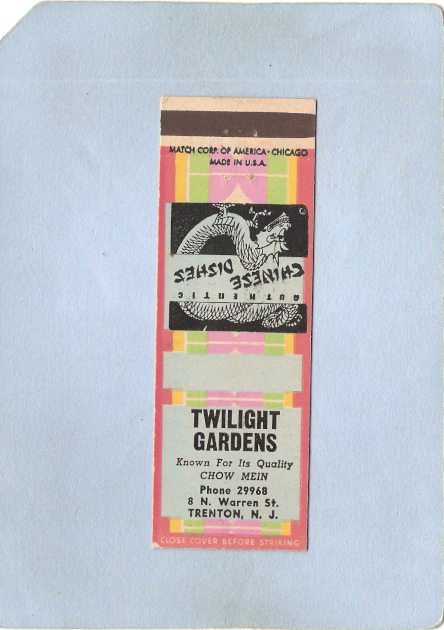 MATCH CORP. OF AMERICA · CHICAGO
MADE IN U.S.A.
AUTHENTIC
CHINESE DISHES
TWILIGHT
GARDENS
Known For Its Quality
CHOW MEIN
Phone 29968
8 N. Warren St.
TRENTON, N. J.
CLOSE COVER BEFORE STRIKING